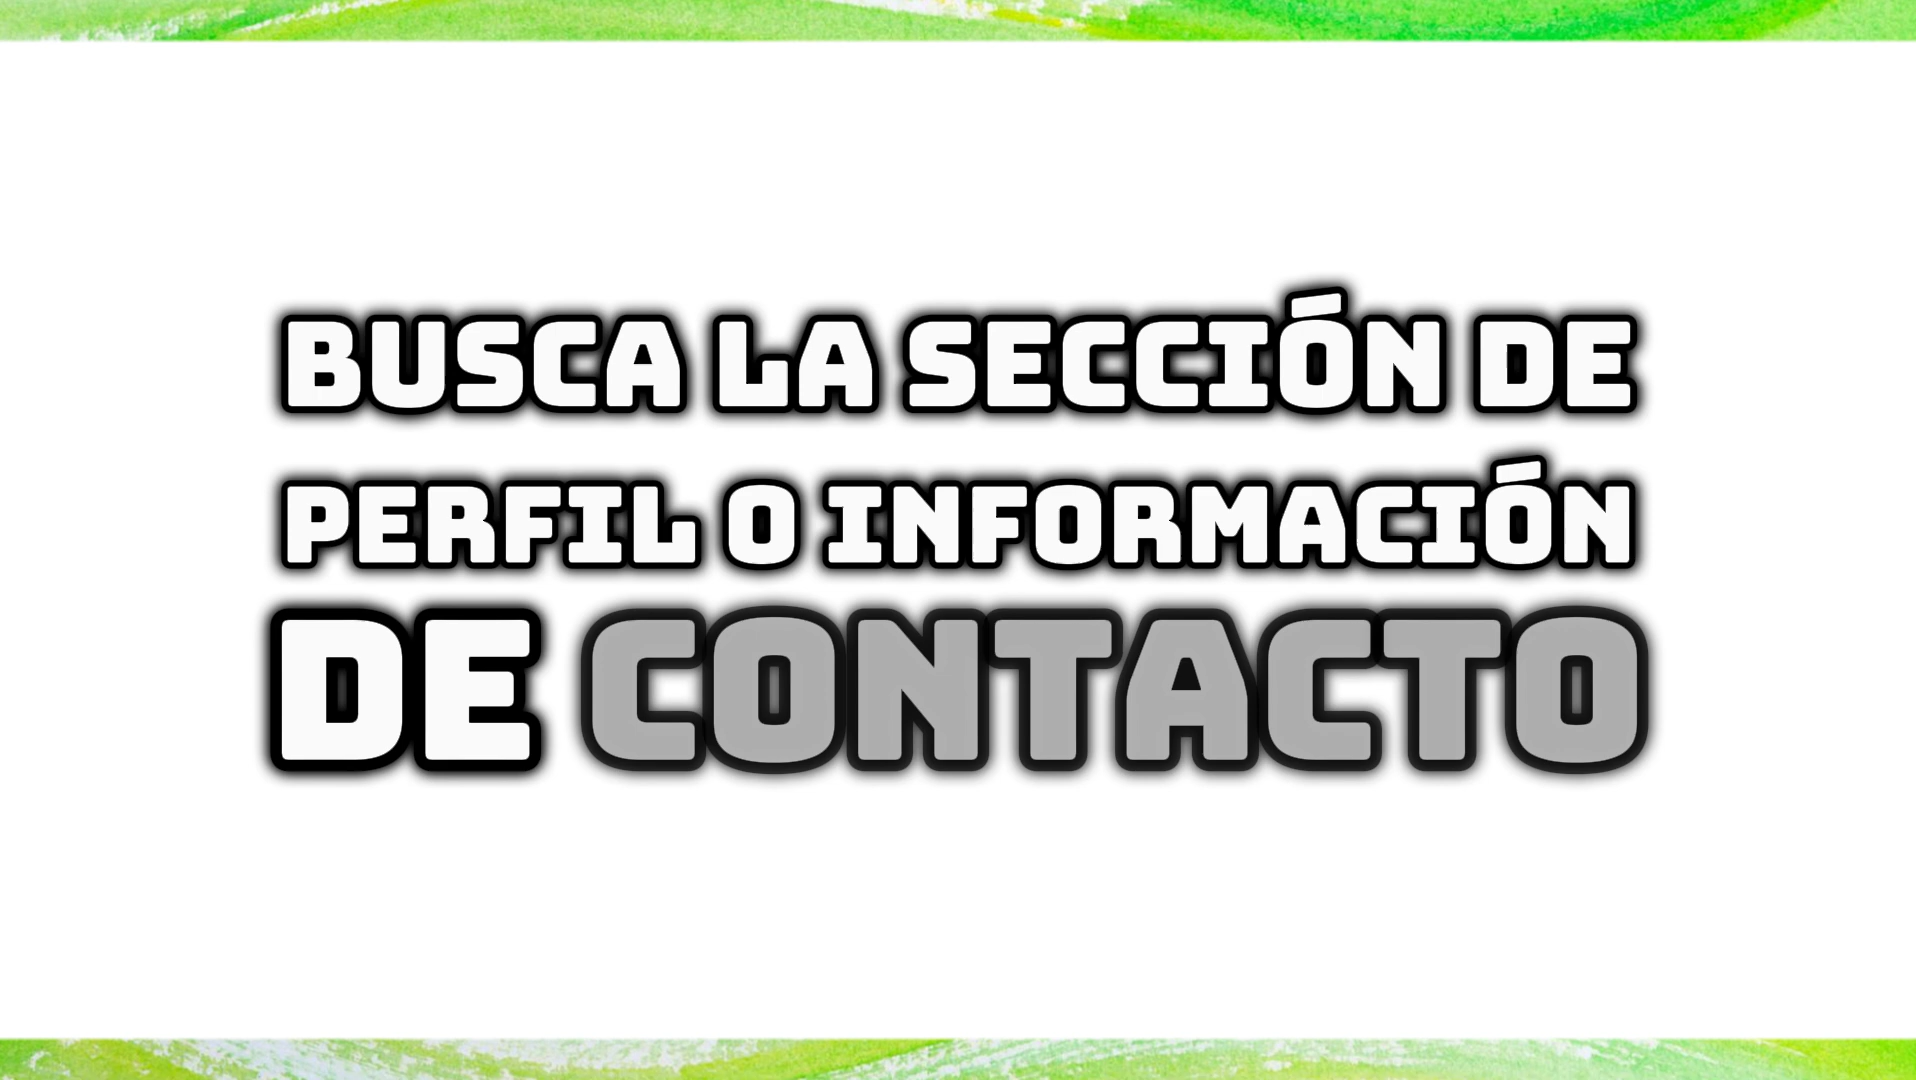 BUSCA LA SECCIÓN DE
PERFIL O INFORMACIÓN
DE CONTACTO